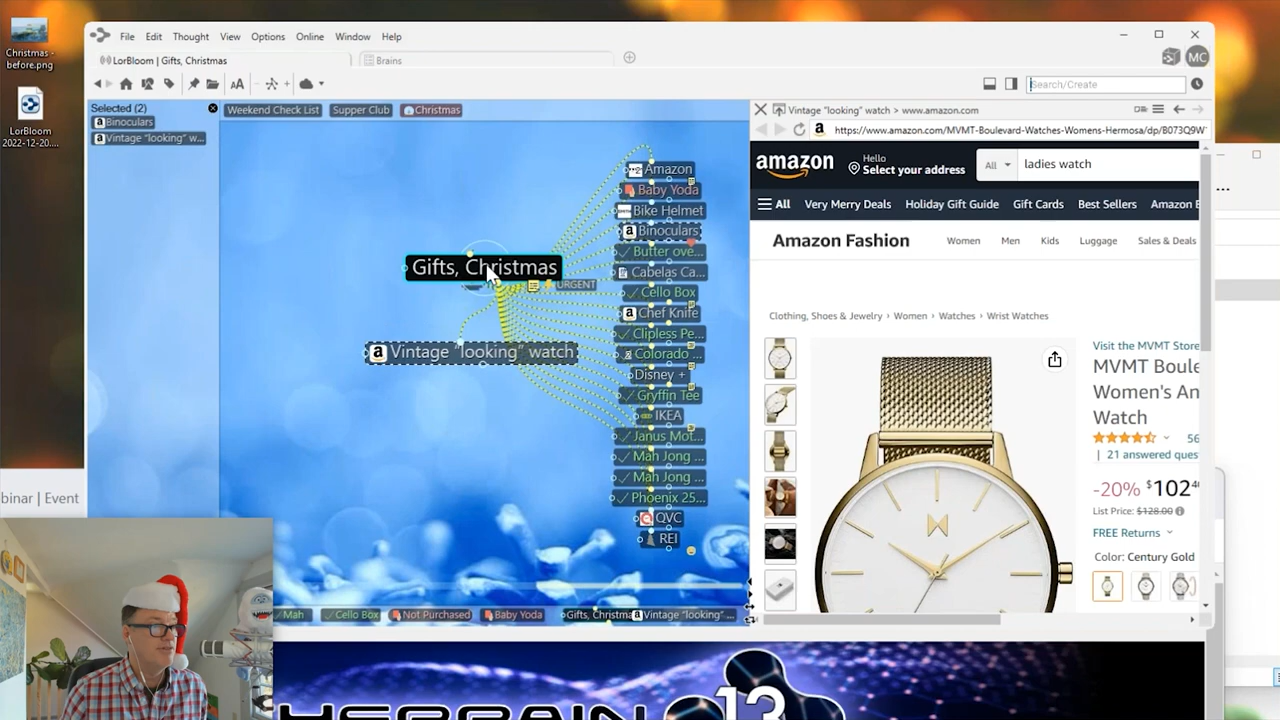 Christmas -
before.png
LorBloom
2022-12-20....
File Edit Thought View Options Online Window Help
LorBloom | Gifts, Christmas
Brains
AA
Search/Create
MC
Selected (2)
Binoculars
Vintage "looking" w...
Weekend Check List
Supper Club
Christmas
Gifts, Christmas
URGENT
Vintage "looking" watch
Amazon
Baby Yoda
Bike Helmet
Binoculars
Butter ove...
Cabelas Ca...
Cello Box
Chef Knife
Clipless Pe...
Colorado ...
Disney +
Gryffin Tee
IKEA
Janus Mot...
Mah Jong ...
Mah Jong ...
Phoenix 25...
QVC
REI
Mah
Cello Box
Not Purchased
Baby Yoda
Gifts, Christma
Vintage "looking" ...
Vintage "looking" watch > www.amazon.com
https://www.amazon.com/MVMT-Boulevard-Watches-Womens-Hermosa/dp/B073Q9W
amazon
Hello
Select your address
All
ladies watch
All Very Merry Deals Holiday Gift Guide Gift Cards Best Sellers Amazon
Amazon Fashion
Women Men Kids Luggage Sales & Deals
Clothing, Shoes & Jewelry › Women › Watches › Wrist Watches
Visit the MVMT Store
MVMT Boule
Women's An
Watch
56
| 21 answered ques
-20% $102
List Price: $128.00
FREE Returns
Color: Century Gold
binar | Event
13